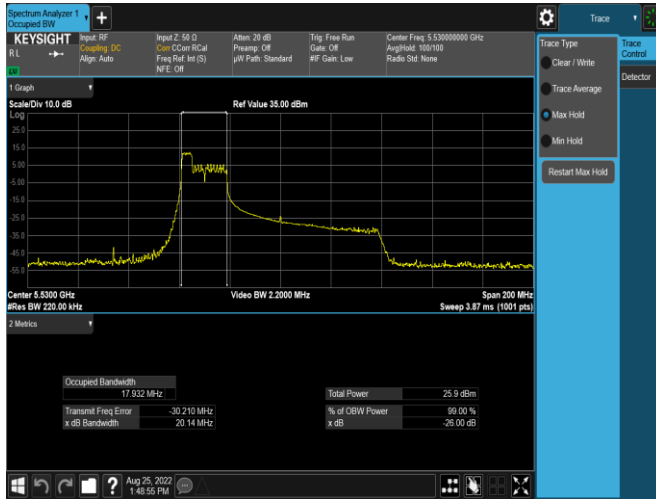 Spectrum Analyzer 1
Occupied BW
KEYSIGHT
R L
LU
Input: RF
Coupling: DC
Align: Auto
Input Z: 50 Ω
Corr CCorr RCal
Freq Ref: Int (S)
NFE: Off
Atten: 20 dB
Preamp: Off
µW Path: Standard
Trig: Free Run
Gate: Off
#IF Gain: Low
Center Freq: 5.530000000 GHz
Avg|Hold: 100/100
Radio Std: None
1 Graph
Scale/Div 10.0 dB
Ref Value 35.00 dBm
Log
25.0
15.0
5.00
-5.00
-15.0
-25.0
-35.0
-45.0
-55.0
Center 5.5300 GHz
Video BW 2.2000 MHz
Span 200 MHz
#Res BW 220.00 kHz
Sweep 3.87 ms (1001 pts)
2 Metrics
Occupied Bandwidth
17.932 MHz
Total Power 25.9 dBm
Transmit Freq Error -30.210 MHz
% of OBW Power 99.00 %
x dB Bandwidth 20.14 MHz
x dB -26.00 dB
?
Aug 25, 2022
1:48:55 PM
Trace
Trace Type
Clear / Write
Trace Average
Max Hold
Min Hold
Restart Max Hold
Trace
Control
Detector